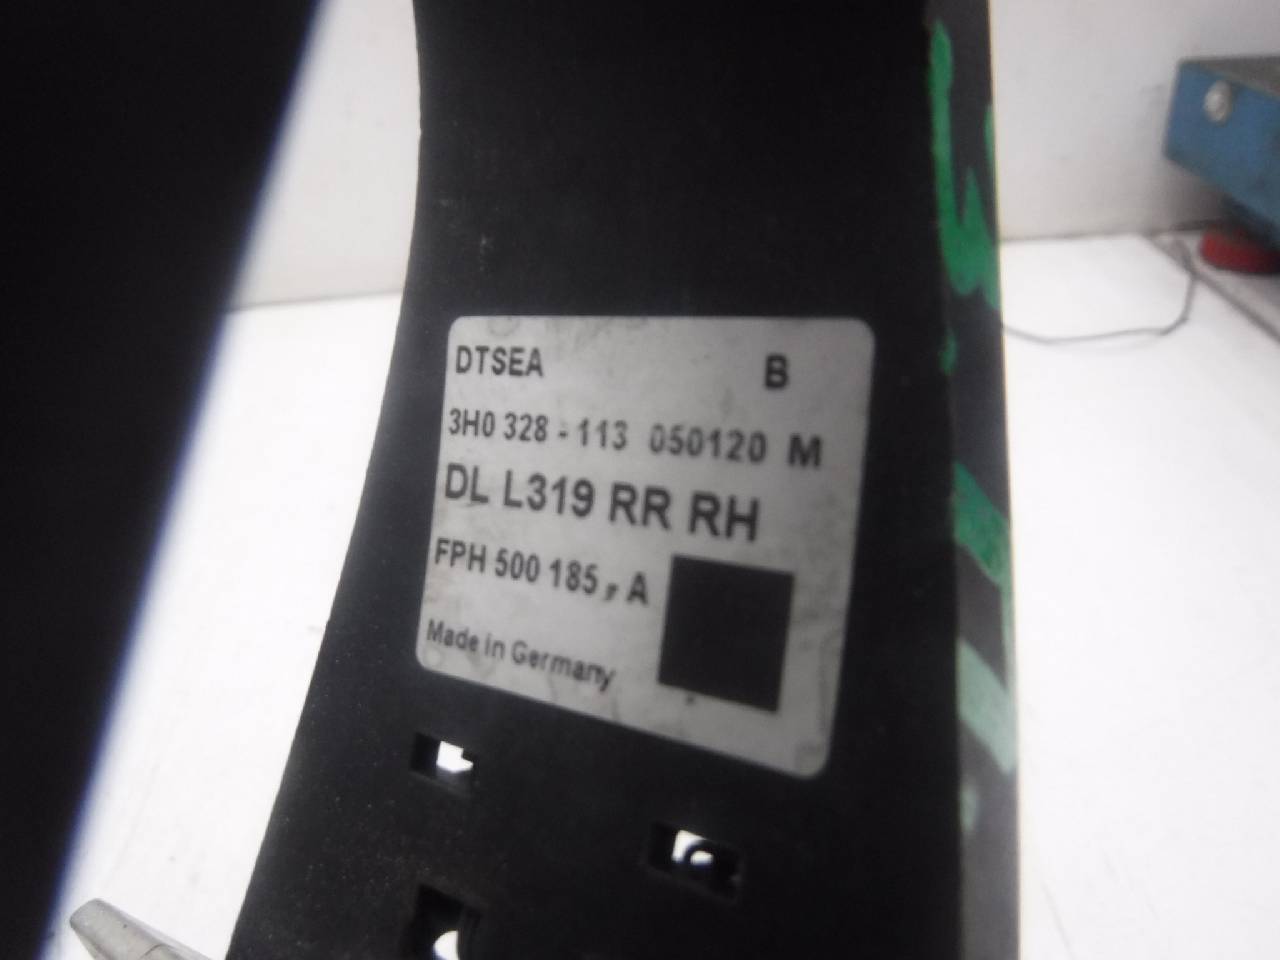 DTSEA B
3H0 328 - 113 050120 M
DL L319 RR RH
FPH 500 185 , A
Made in Germany